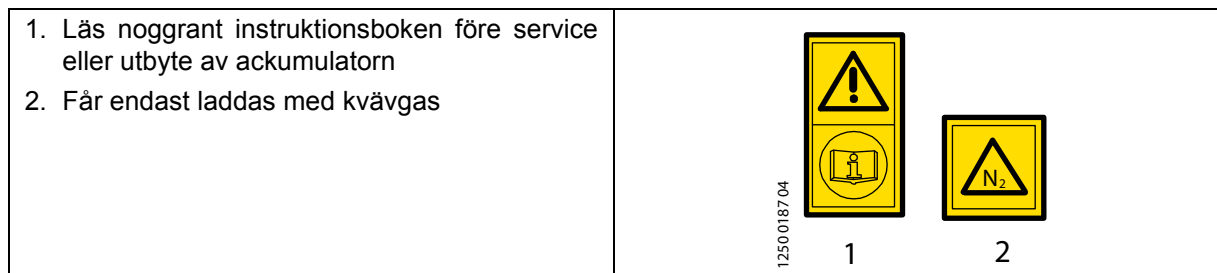 1. Läs noggrant instruktionsboken före service
eller utbyte av ackumulatorn
2. Får endast laddas med kvävgas
N₂
1250 0187 04
1
2